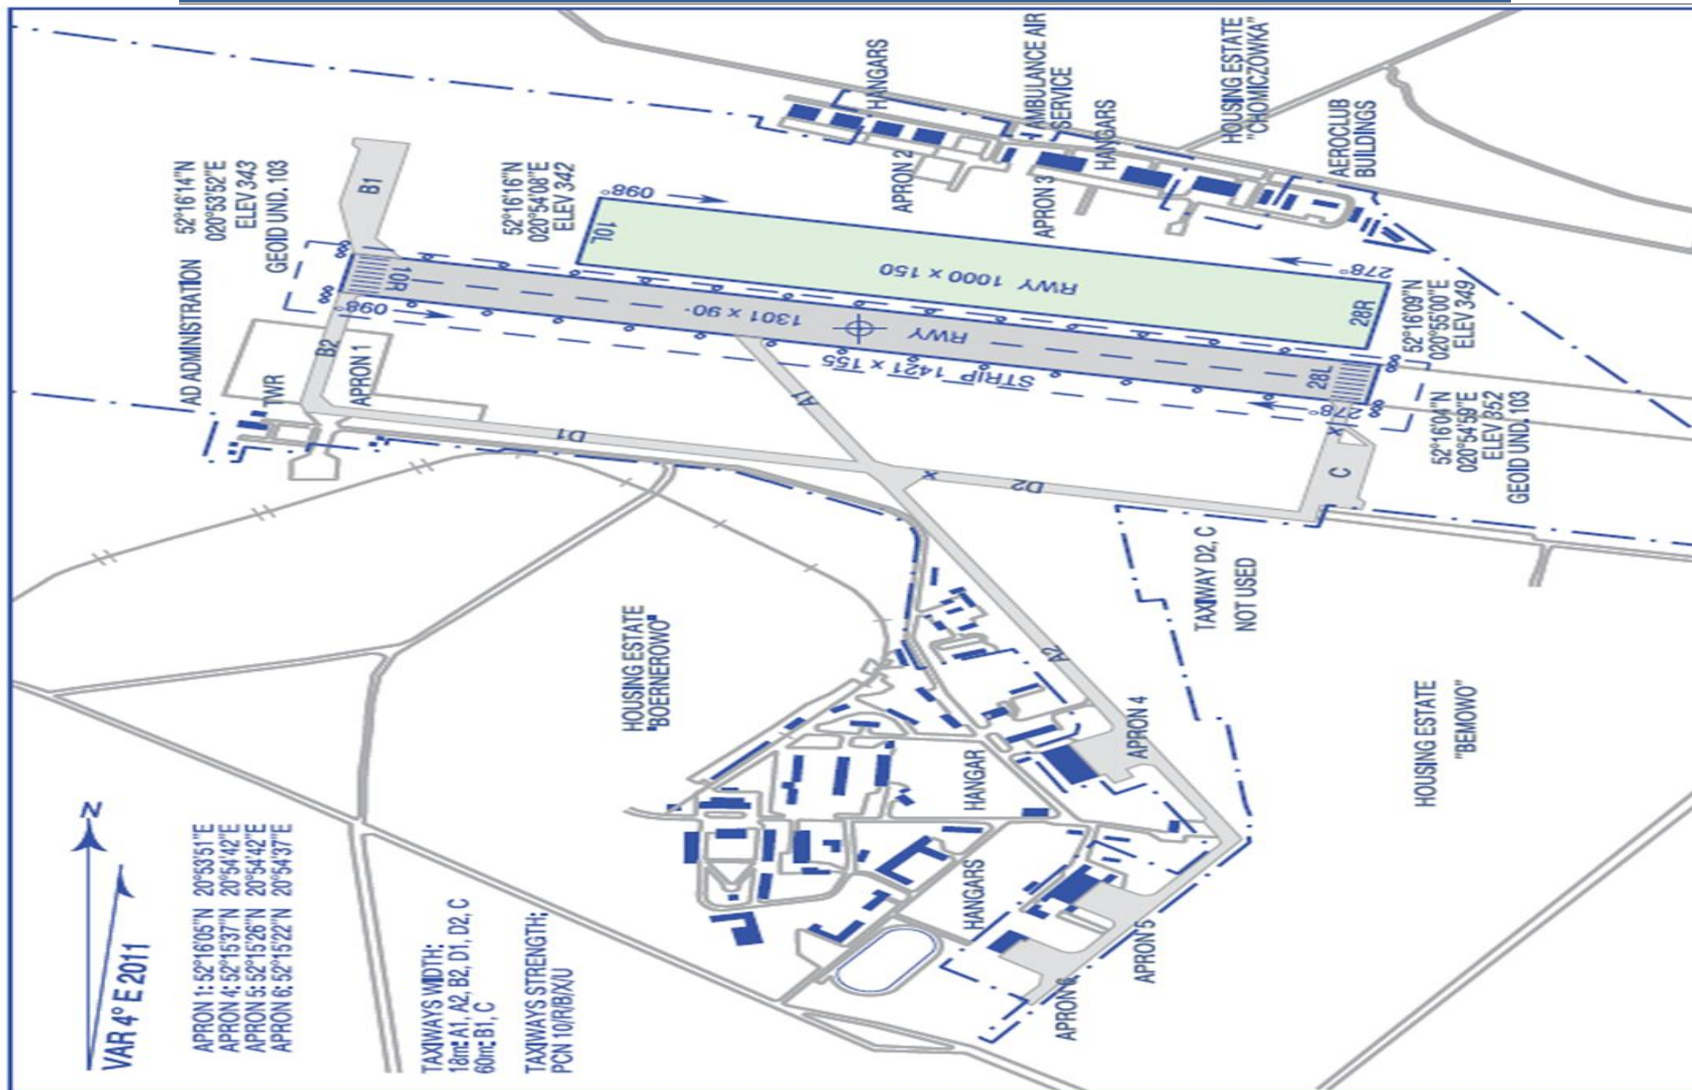 52°16'14"N
020°53'52"E
ELEV 343
GEOID UND. 103
52°16'16"N
020°54'08"E
ELEV 342
HANGARS
APRON 2
AMBULANCE AIR
SERVICE
APRON 3
HANGARS
HOUSING ESTATE
"CHOMICZÓWKA"
AEROCLUB
BUILDINGS
B1
10R
098°
10L
098°
RWY 1000 x 150
RWY 1301 x 90
STRIP 1421 x 155
278°
28R
28L
278°
52°16'09"N
020°55'00"E
ELEV 349
52°16'04"N
020°54'59"E
ELEV 352
GEOID UND. 103
AD ADMINISTRATION
TWR
B2
APRON 1
D1
A1
X
D2
X
C
TAXIWAY D2, C
NOT USED
HOUSING ESTATE
"BOERNEROWO"
A2
APRON 4
HANGAR
HANGARS
APRON 5
APRON 6
HOUSING ESTATE
"BEMOWO"
N
VAR 4° E 2011
APRON 1: 52°16'05"N 20°53'51"E
APRON 4: 52°15'37"N 20°54'42"E
APRON 5: 52°15'26"N 20°54'42"E
APRON 6: 52°15'22"N 20°54'37"E
TAXIWAYS WIDTH:
18m: A1, A2, B2, D1, D2, C
60m: B1, C
TAXIWAYS STRENGTH:
PCN 10/R/B/X/U